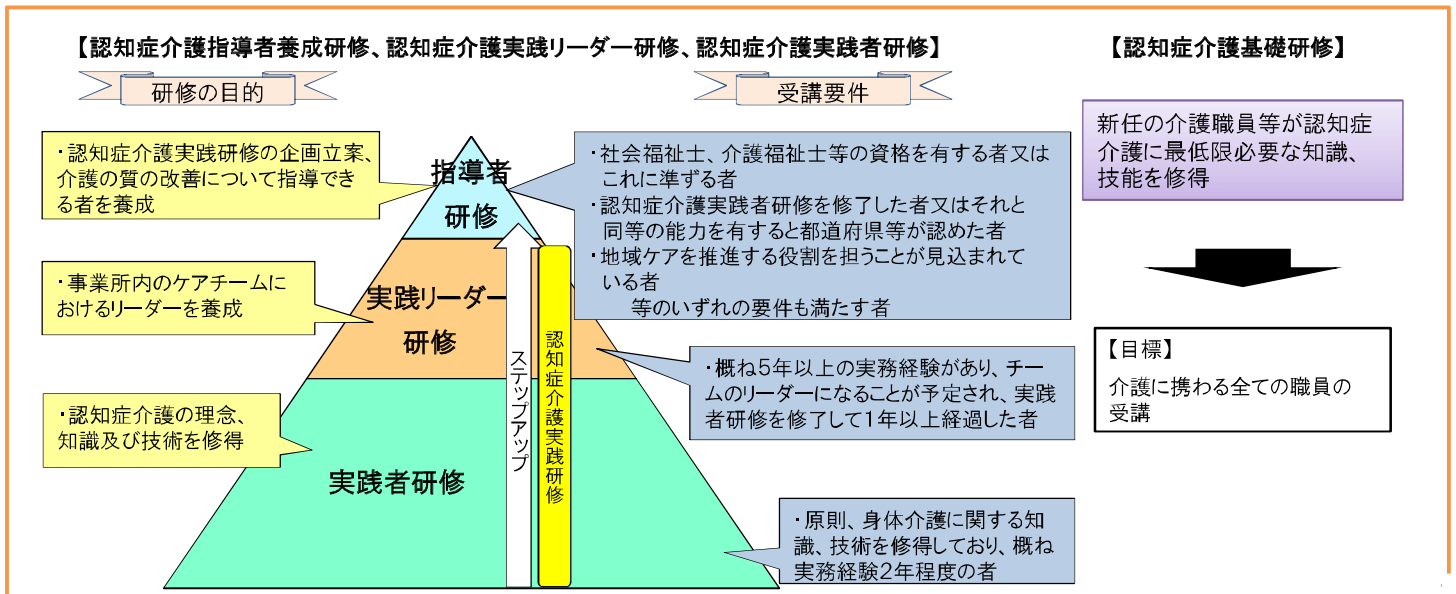 【認知症介護指導者養成研修、認知症介護実践リーダー研修、認知症介護実践者研修】
研修の目的
受講要件
・認知症介護実践研修の企画立案、
介護の質の改善について指導でき
る者を養成
・事業所内のケアチームに
おけるリーダーを養成
・認知症介護の理念、
知識及び技術を修得
指導者
研修
実践リーダー
研修
実践者研修
ステップアップ
認知症介護実践研修
・社会福祉士、介護福祉士等の資格を有する者又は
これに準ずる者
・認知症介護実践者研修を修了した者又はそれと
同等の能力を有すると都道府県等が認めた者
・地域ケアを推進する役割を担うことが見込まれて
いる者
等のいずれの要件も満たす者
・概ね5年以上の実務経験があり、チー
ムのリーダーになることが予定され、実践
者研修を修了して1年以上経過した者
・原則、身体介護に関する知
識、技術を修得しており、概ね
実務経験2年程度の者
【認知症介護基礎研修】
新任の介護職員等が認知症
介護に最低限必要な知識、
技能を修得
【目標】
介護に携わる全ての職員の
受講